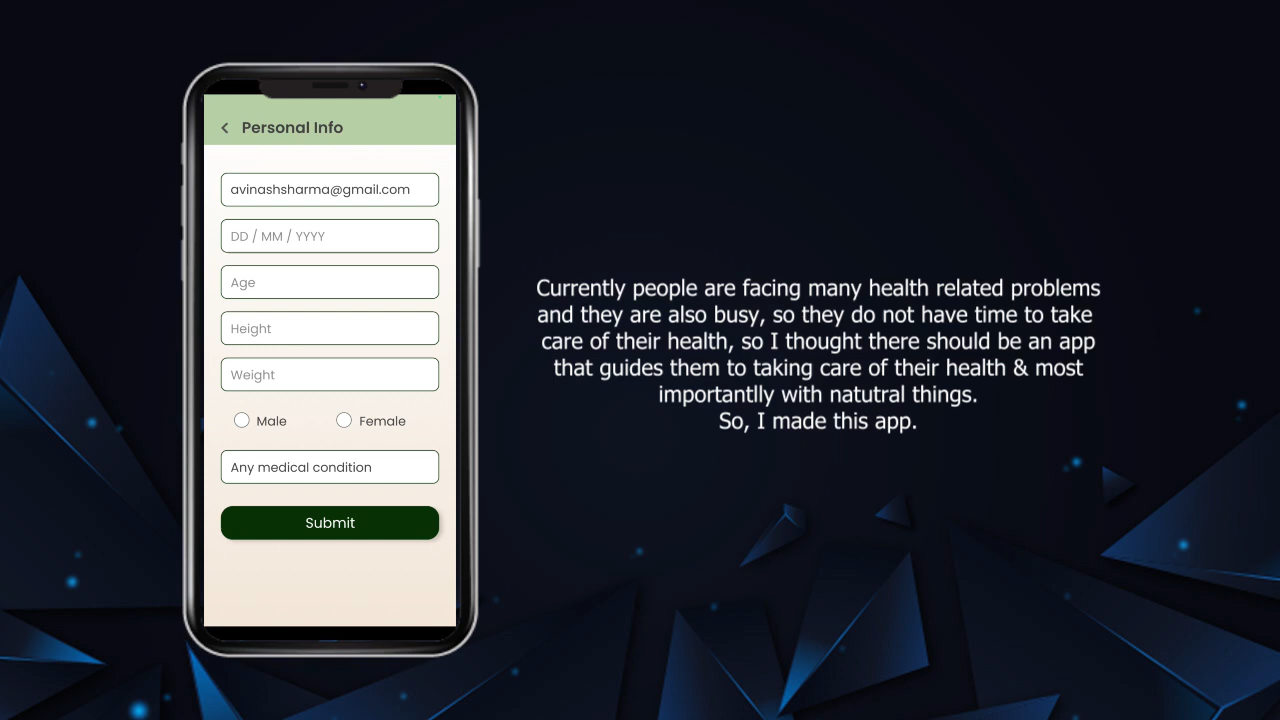 Personal Info
avinashsharma@gmail.com
DD / MM / YYYY
Age
Height
Weight
Male Female
Any medical condition
Submit
Currently people are facing many health related problems
and they are also busy, so they do not have time to take
care of their health, so I thought there should be an app
that guides them to taking care of their health & most
importantlly with natutral things.
So, I made this app.